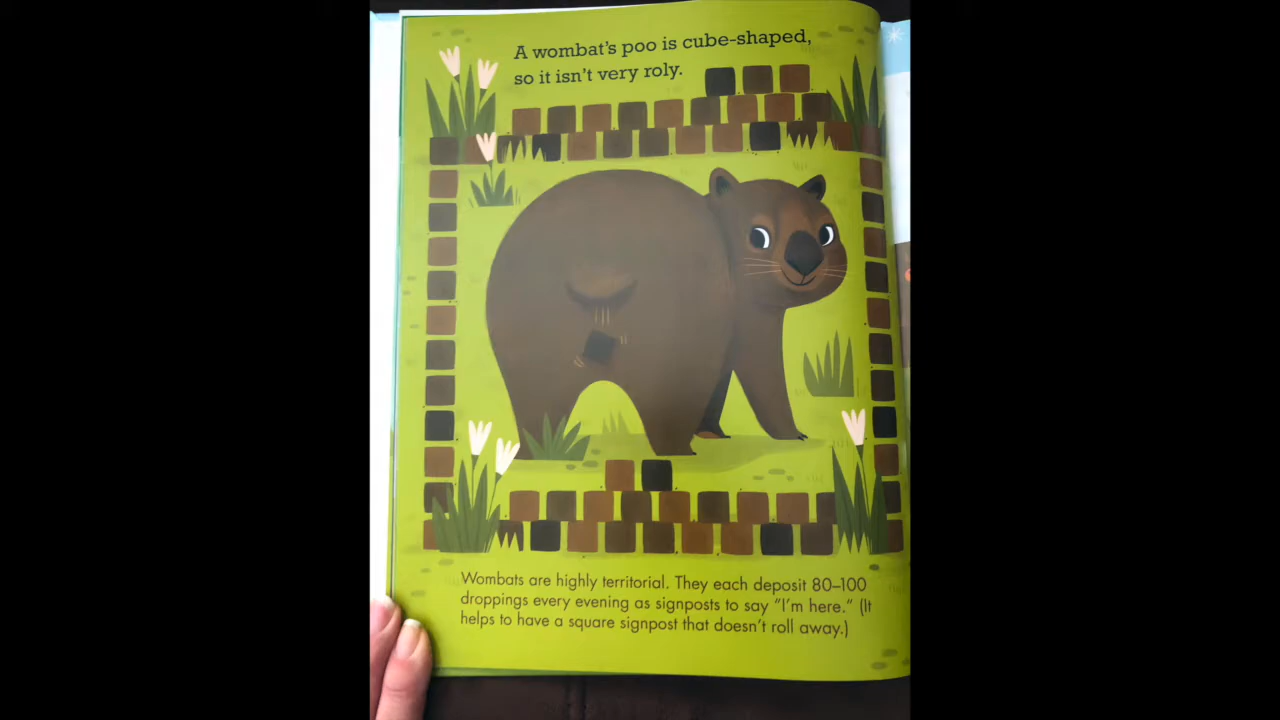 A wombat's poo is cube-shaped,
so it isn't very roly.
Wombats are highly territorial. They each deposit 80–100
droppings every evening as signposts to say "I'm here." (It
helps to have a square signpost that doesn't roll away.)